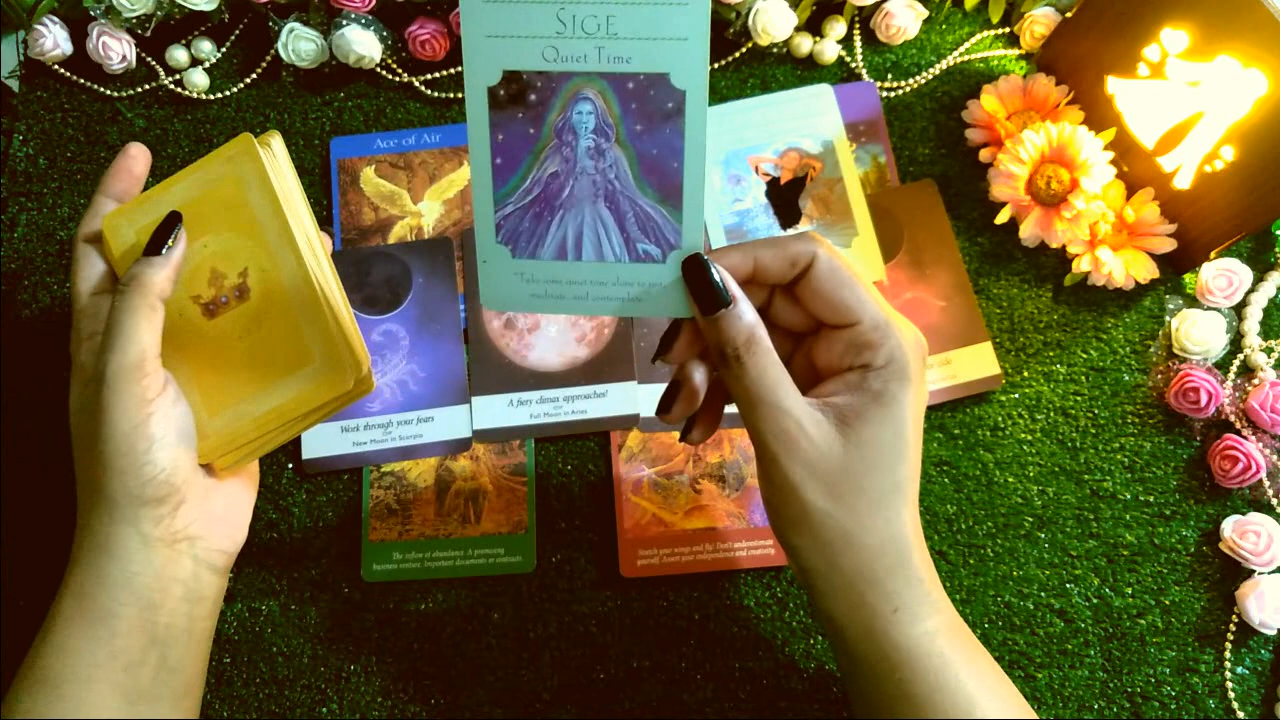 SIGE
Quiet Time
Take some quiet time alone to rest,
meditate, and contemplate.
Ace of Air
Work through your fears
New Moon in Scorpio
A fiery climax approaches!
Full Moon in Aries
The inflow of abundance. A promising
business venture. Important documents or contracts.
Stretch your wings and fly! Don't underestimate
yourself. Assert your independence and creativity.
side